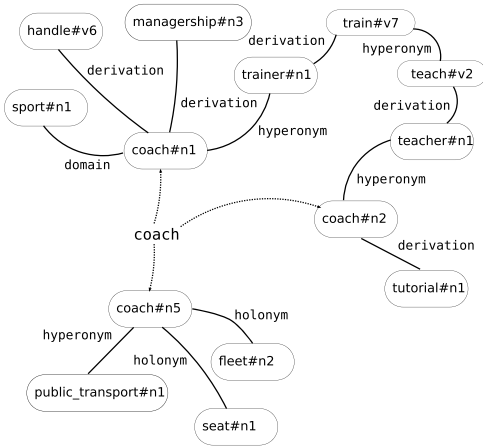 managership#n3
train#v7
handle#v6
derivation
hyperonym
derivation
trainer#n1
teach#v2
sport#n1
derivation
derivation
hyperonym
teacher#n1
coach#n1
domain
hyperonym
coach#n2
coach
derivation
tutorial#n1
coach#n5
holonym
hyperonym
holonym
fleet#n2
public_transport#n1
seat#n1